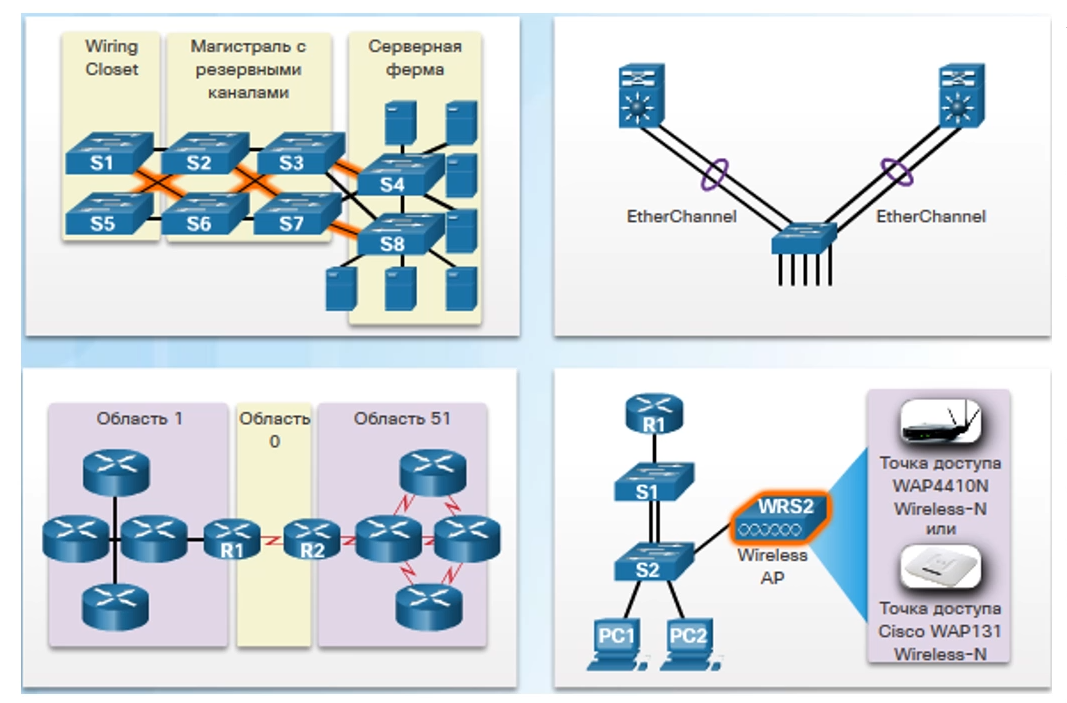 Wiring
Closet
Магистраль с
резервными
каналами
Серверная
ферма
S1
S2
S3
S4
S5
S6
S7
S8
EtherChannel
EtherChannel
Область 1
Область
0
Область 51
R1
R2
R1
S1
S2
WRS2
Wireless
AP
PC1
PC2
Точка доступа
WAP4410N
Wireless-N
или
Точка доступа
Cisco WAP131
Wireless-N